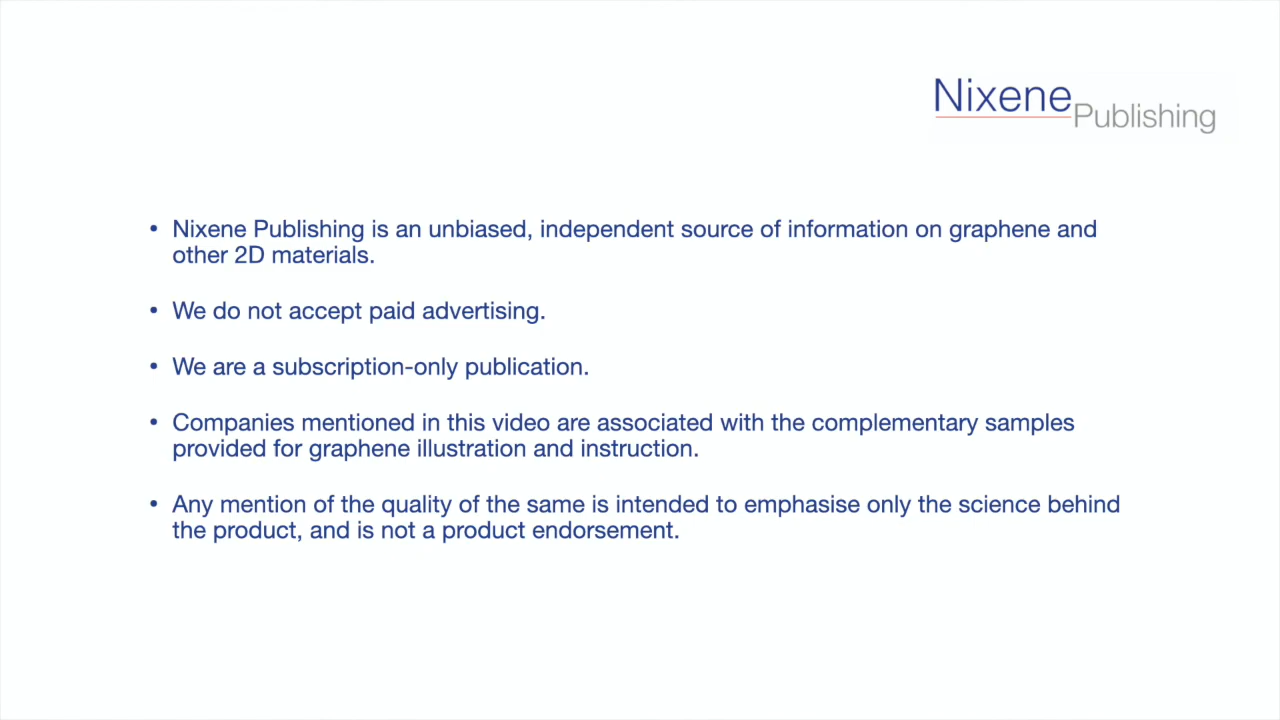 Nixene
Publishing
• Nixene Publishing is an unbiased, independent source of information on graphene and
other 2D materials.
• We do not accept paid advertising.
• We are a subscription-only publication.
• Companies mentioned in this video are associated with the complementary samples
provided for graphene illustration and instruction.
• Any mention of the quality of the same is intended to emphasise only the science behind
the product, and is not a product endorsement.